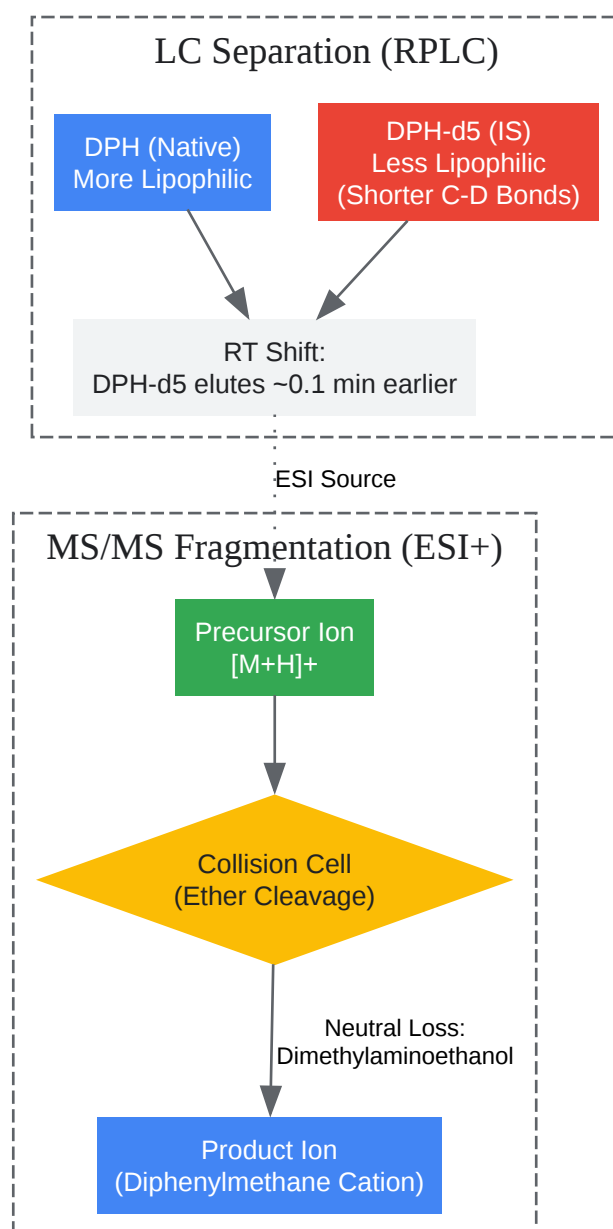 LC Separation (RPLC)
DPH (Native)
More Lipophilic
DPH-d5 (IS)
Less Lipophilic
(Shorter C-D Bonds)
RT Shift:
DPH-d5 elutes ~0.1 min earlier
ESI Source
MS/MS Fragmentation (ESI+)
Precursor Ion
[M+H]+
Collision Cell
(Ether Cleavage)
Neutral Loss:
Dimethylaminoethanol
Product Ion
(Diphenylmethane Cation)